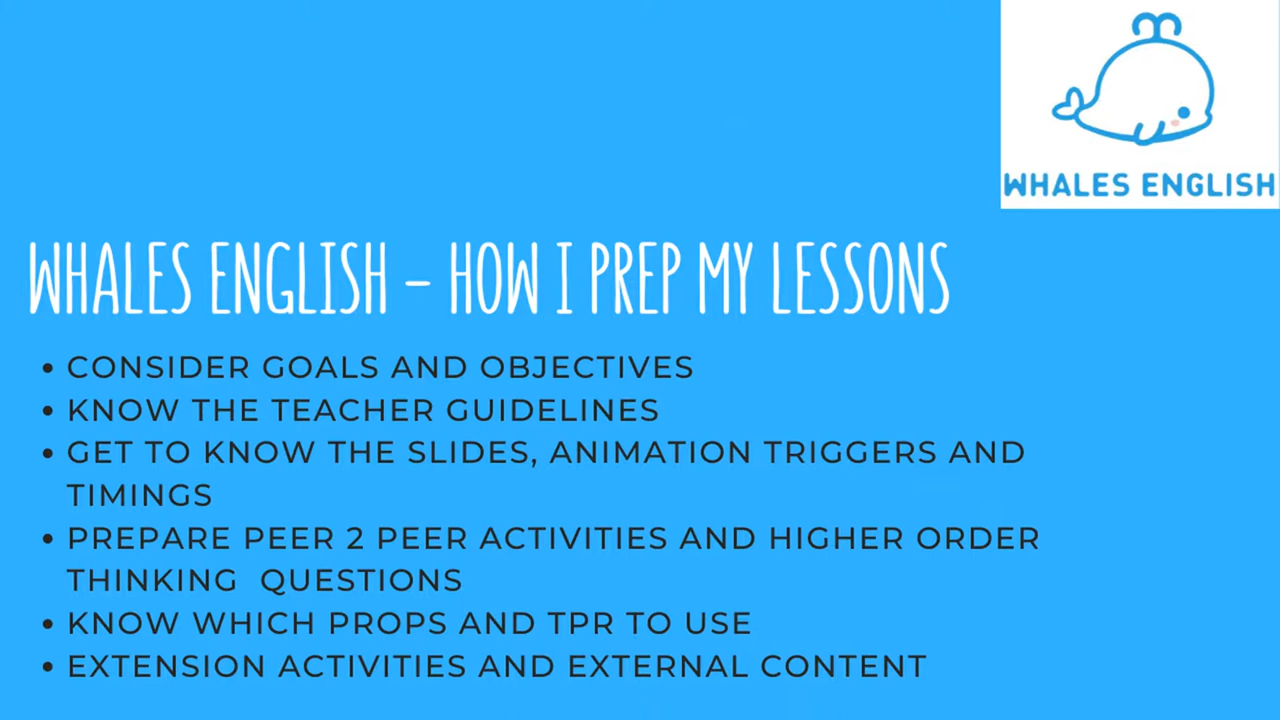 WHALES ENGLISH
WHALES ENGLISH – HOW I PREP MY LESSONS
• CONSIDER GOALS AND OBJECTIVES
• KNOW THE TEACHER GUIDELINES
• GET TO KNOW THE SLIDES, ANIMATION TRIGGERS AND
TIMINGS
• PREPARE PEER 2 PEER ACTIVITIES AND HIGHER ORDER
THINKING QUESTIONS
• KNOW WHICH PROPS AND TPR TO USE
• EXTENSION ACTIVITIES AND EXTERNAL CONTENT